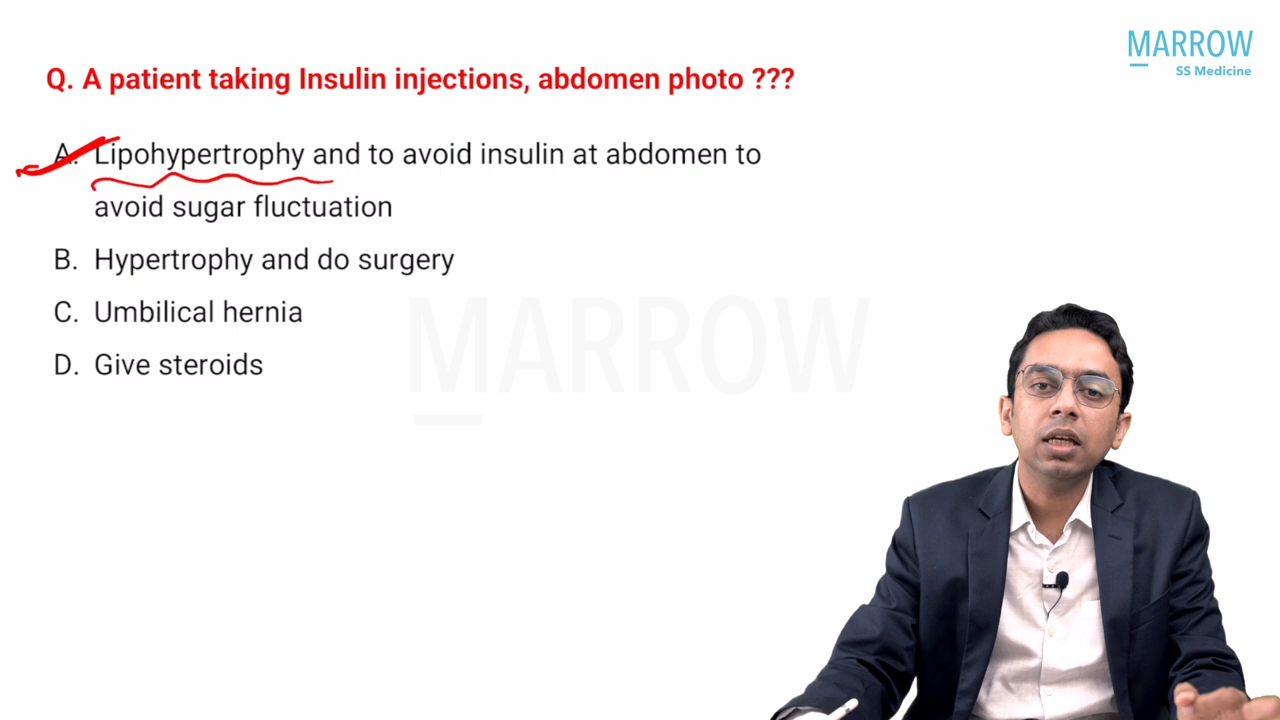 MARROW
SS Medicine
Q. A patient taking Insulin injections, abdomen photo ???
A. Lipohypertrophy and to avoid insulin at abdomen to
avoid sugar fluctuation
B. Hypertrophy and do surgery
C. Umbilical hernia
D. Give steroids
MARROW